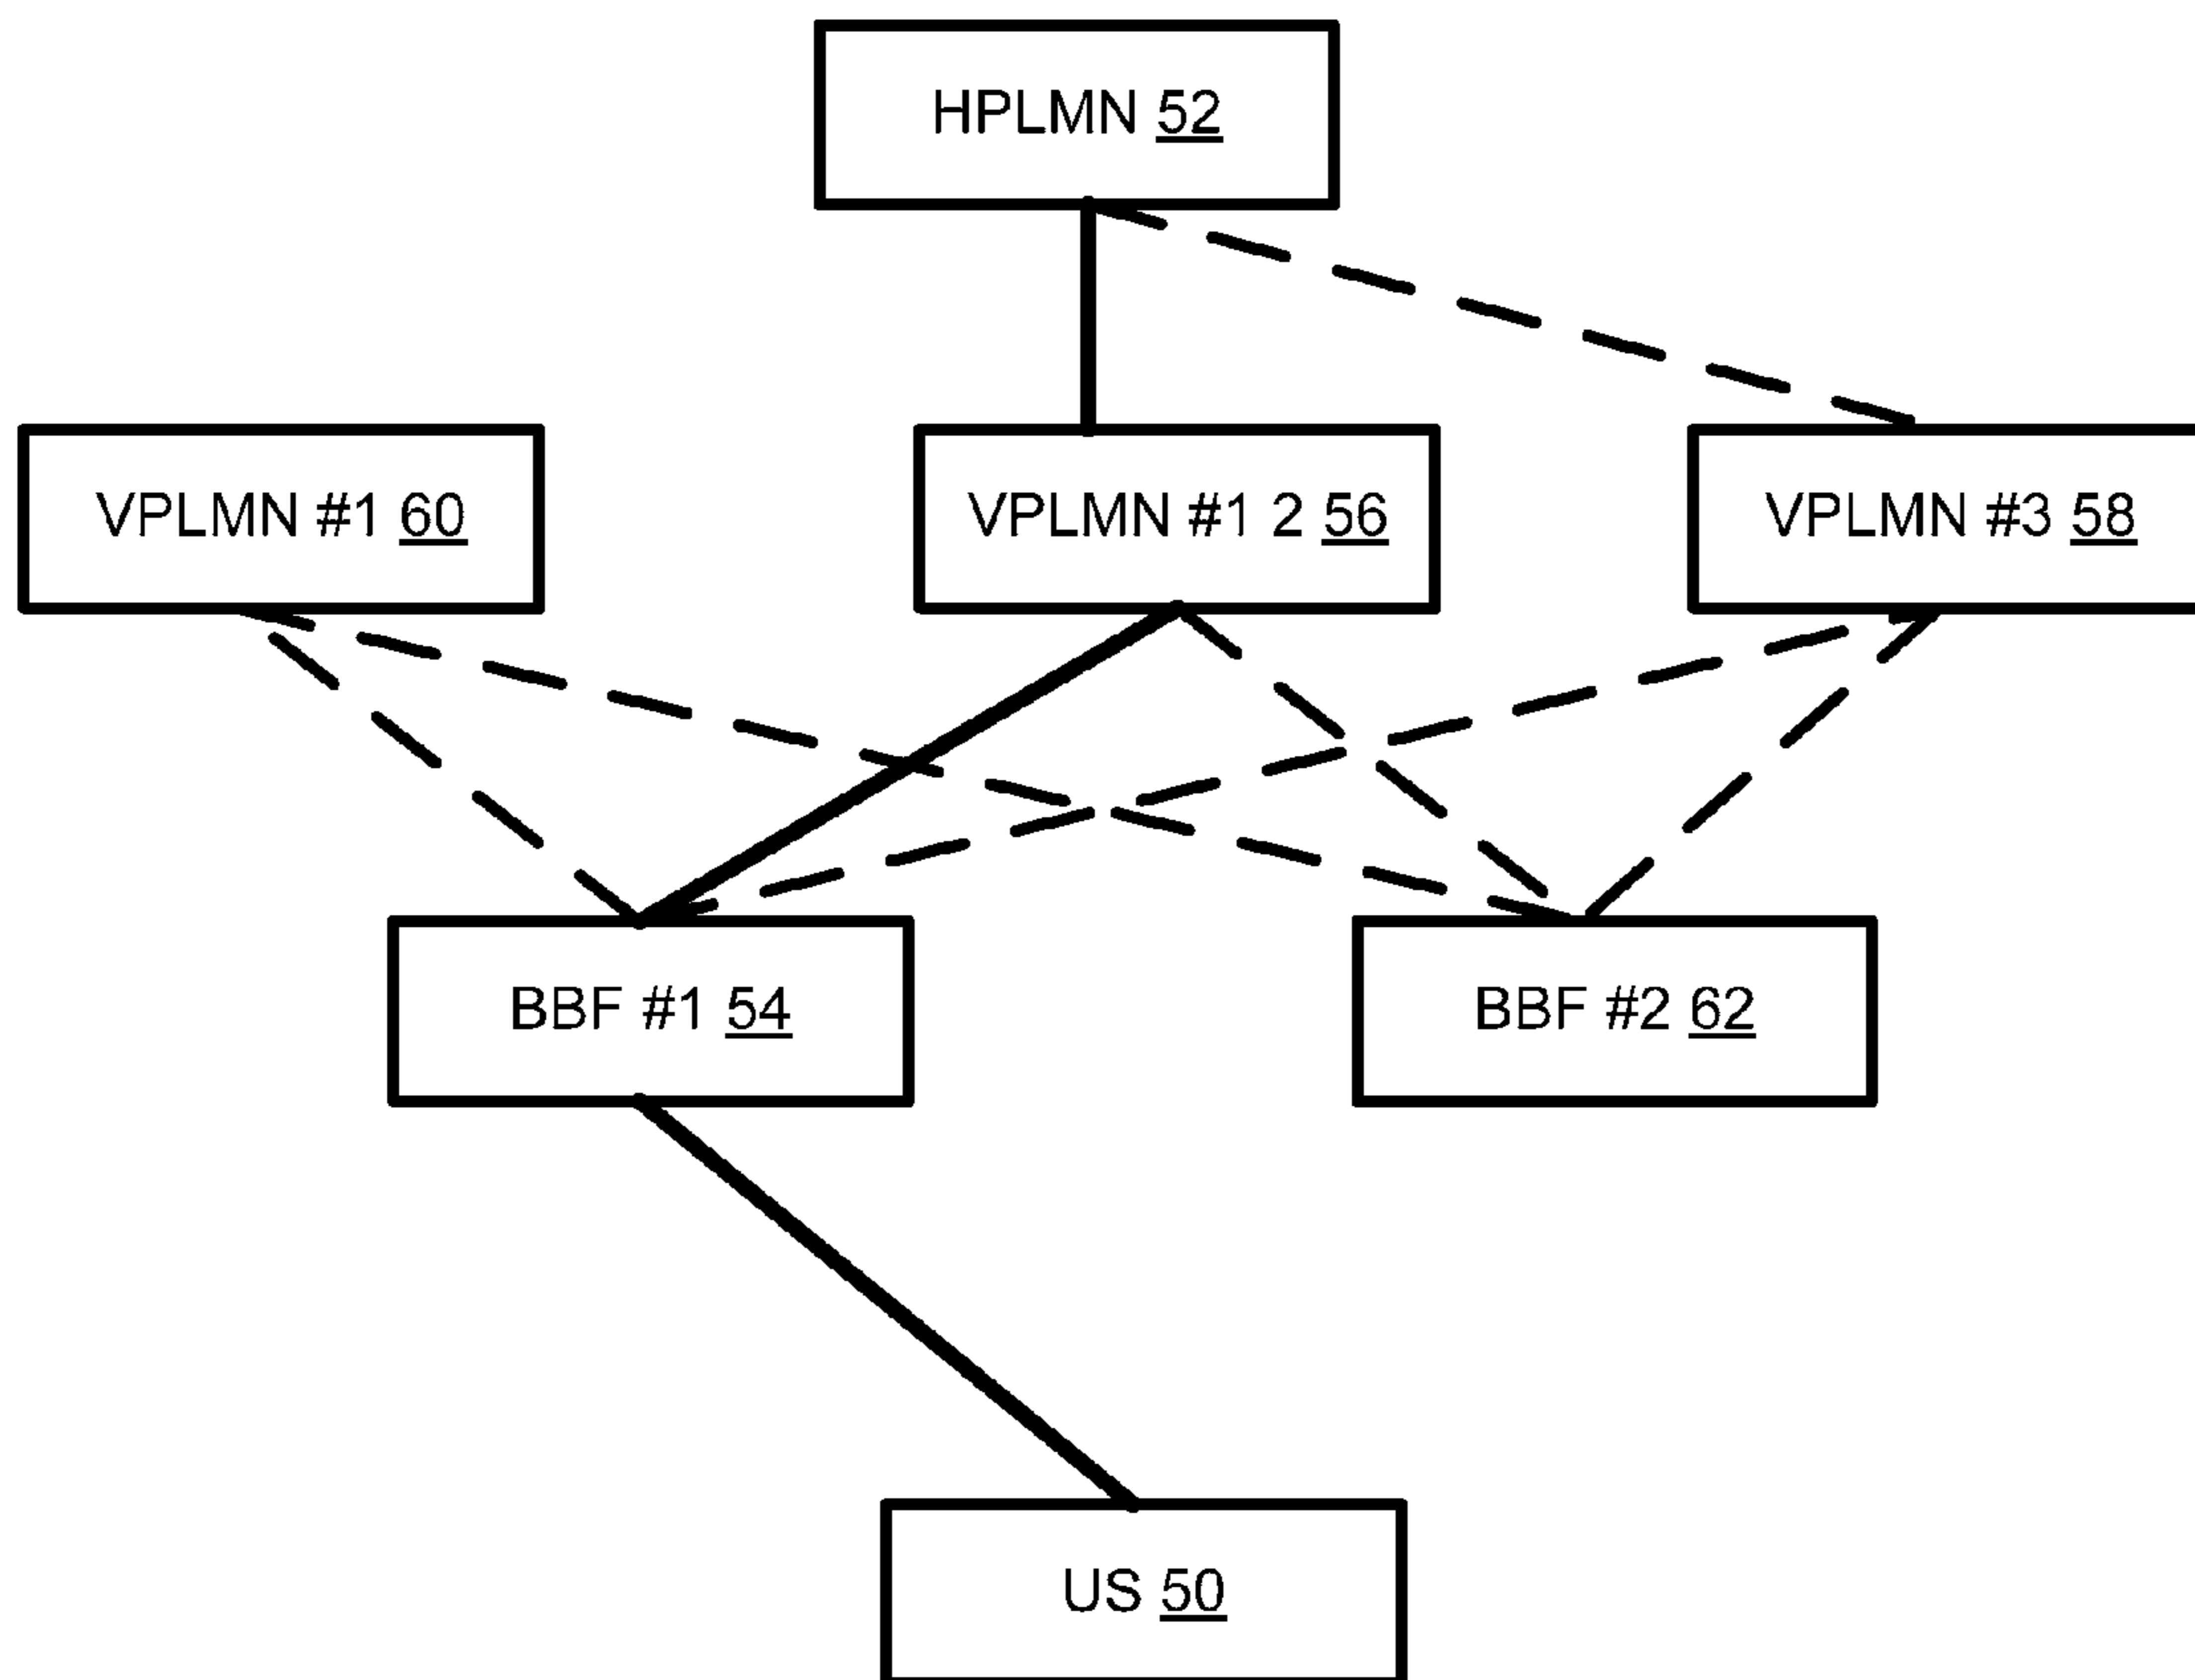 HPLMN 52
VPLMN #1 60
VPLMN #1 2 56
VPLMN #3 58
BBF #1 54
BBF #2 62
US 50